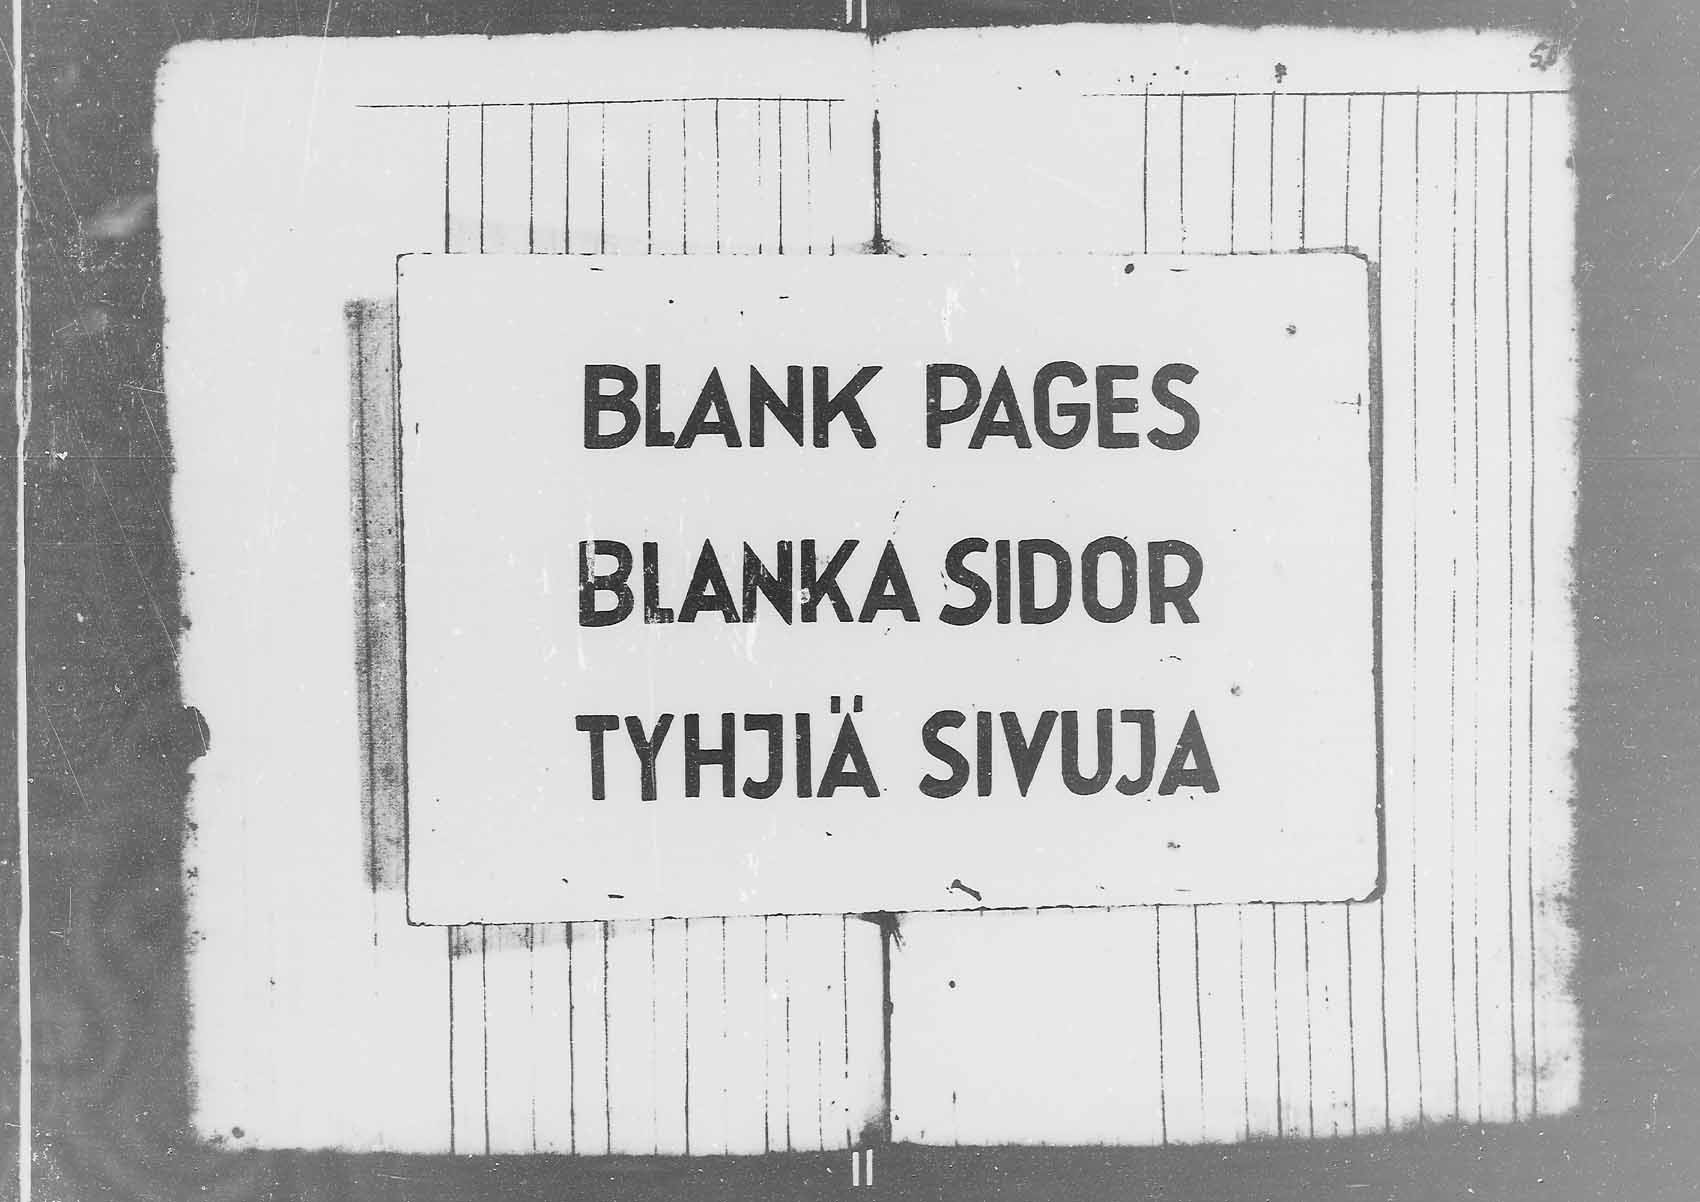 BLANK PAGES
BLANKA SIDOR
TYHJIÄ SIVUJA